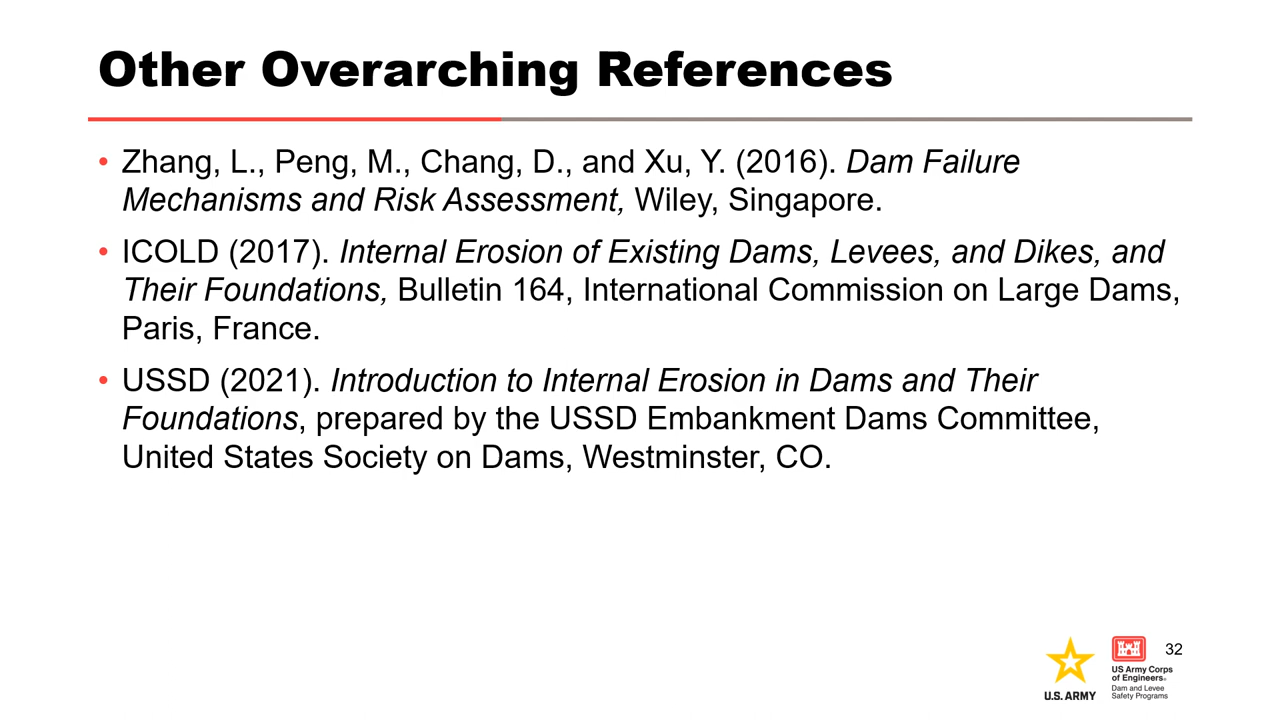 Other Overarching References
• Zhang, L., Peng, M., Chang, D., and Xu, Y. (2016). Dam Failure
Mechanisms and Risk Assessment, Wiley, Singapore.
• ICOLD (2017). Internal Erosion of Existing Dams, Levees, and Dikes, and
Their Foundations, Bulletin 164, International Commission on Large Dams,
Paris, France.
• USSD (2021). Introduction to Internal Erosion in Dams and Their
Foundations, prepared by the USSD Embankment Dams Committee,
United States Society on Dams, Westminster, CO.
32
U.S. ARMY
US Army Corps
of Engineers®
Dam and Levee
Safety Programs